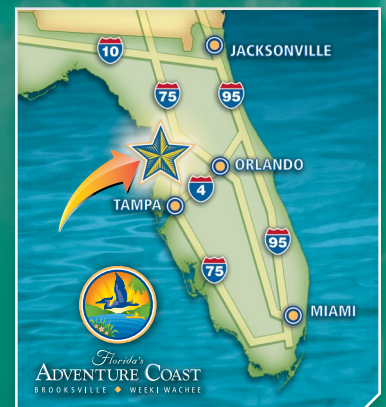 10
JACKSONVILLE
75
95
ORLANDO
4
TAMPA
95
75
MIAMI
Florida's
ADVENTURE COAST
BROOKSVILLE ◆ WEEKI WACHEE